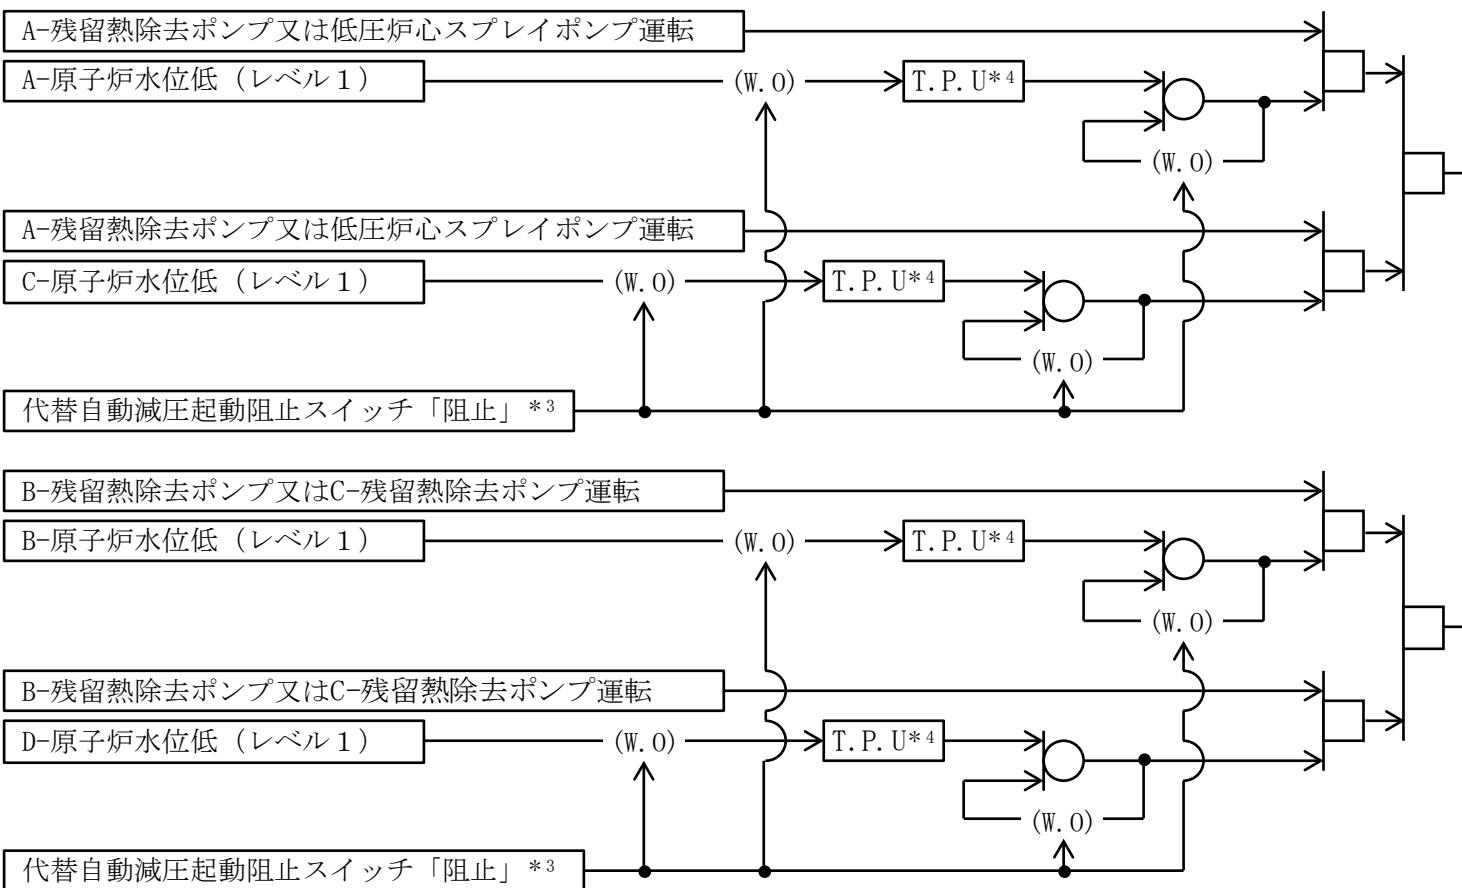 A-残留熱除去ポンプ又は低圧炉心スプレイポンプ運転
A-原子炉水位低（レベル１）
(W.O)
T.P.U*4
(W.O)
A-残留熱除去ポンプ又は低圧炉心スプレイポンプ運転
C-原子炉水位低（レベル１）
(W.O)
T.P.U*4
(W.O)
代替自動減圧起動阻止スイッチ「阻止」*3
B-残留熱除去ポンプ又はC-残留熱除去ポンプ運転
B-原子炉水位低（レベル１）
(W.O)
T.P.U*4
(W.O)
B-残留熱除去ポンプ又はC-残留熱除去ポンプ運転
D-原子炉水位低（レベル１）
(W.O)
T.P.U*4
(W.O)
代替自動減圧起動阻止スイッチ「阻止」*3